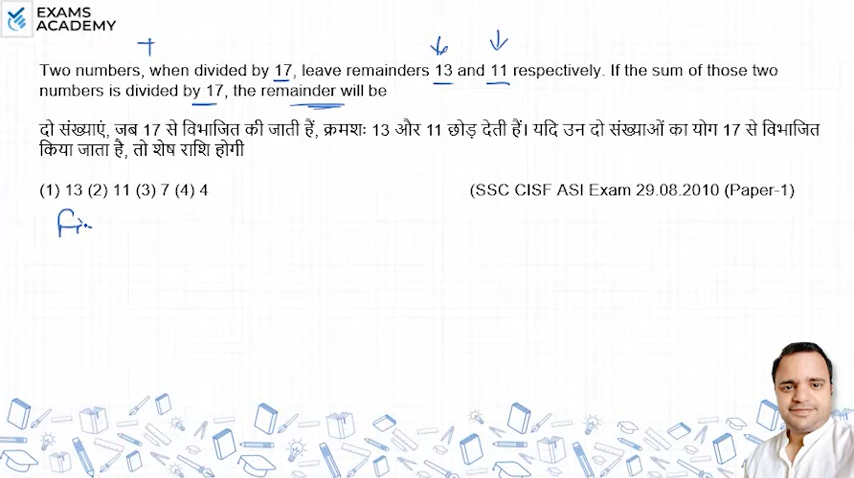 EXAMS
ACADEMY
Two numbers, when divided by 17, leave remainders 13 and 11 respectively. If the sum of those two
numbers is divided by 17, the remainder will be
दो संख्याएं, जब 17 से विभाजित की जाती हैं, क्रमशः 13 और 11 छोड़ देती हैं। यदि उन दो संख्याओं का योग 17 से विभाजित
किया जाता है, तो शेष राशि होगी
(1) 13 (2) 11 (3) 7 (4) 4 (SSC CISF ASI Exam 29.08.2010 (Paper-1)